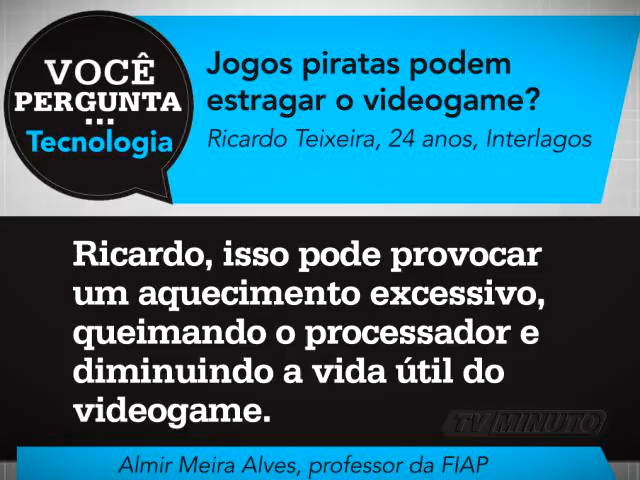 VOCÊ
PERGUNTA
...
Tecnologia
Jogos piratas podem
estragar o videogame?
Ricardo Teixeira, 24 anos, Interlagos
Ricardo, isso pode provocar
um aquecimento excessivo,
queimando o processador e
diminuindo a vida útil do
videogame.
TV MINUTO
Almir Meira Alves, professor da FIAP